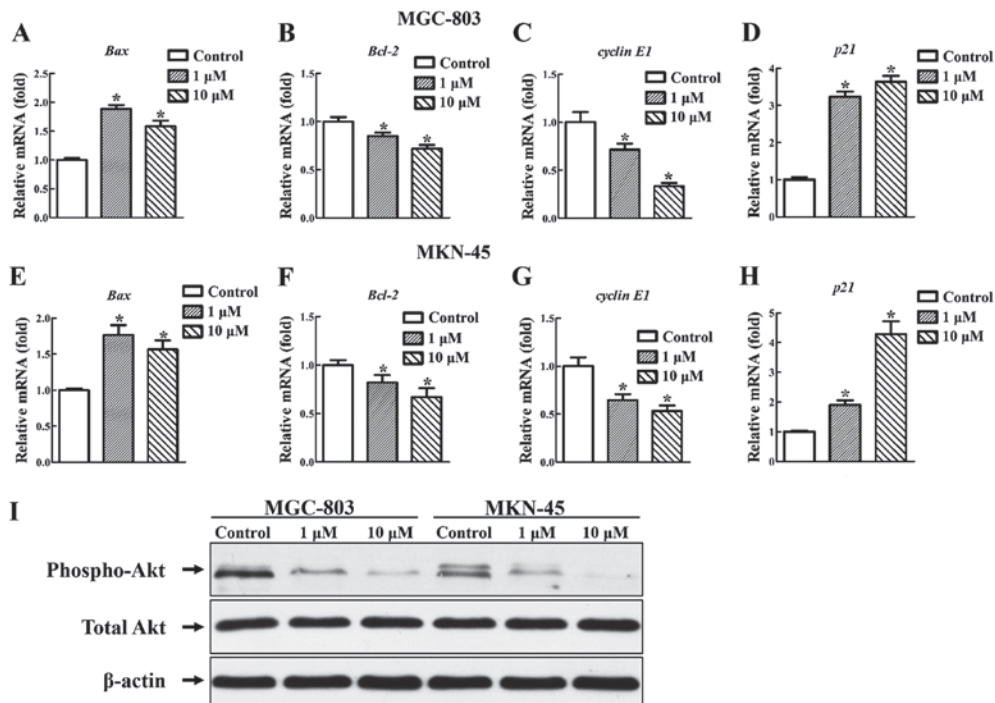 MGC-803
A
Bax
Control
1 μM
10 μM
Relative mRNA (fold)
2.5
2.0
1.5
1.0
0.5
0.0
*
*
B
Bcl-2
Control
1 μM
10 μM
Relative mRNA (fold)
1.5
1.0
0.5
0.0
*
*
C
cyclin E1
Control
1 μM
10 μM
Relative mRNA (fold)
1.5
1.0
0.5
0.0
*
*
D
p21
Control
1 μM
10 μM
Relative mRNA (fold)
4
3
2
1
0
*
*
MKN-45
E
Bax
Control
1 μM
10 μM
Relative mRNA (fold)
2.0
1.5
1.0
0.5
0.0
*
*
F
Bcl-2
Control
1 μM
10 μM
Relative mRNA (fold)
1.5
1.0
0.5
0.0
*
*
G
cyclin E1
Control
1 μM
10 μM
Relative mRNA (fold)
1.5
1.0
0.5
0.0
*
*
H
p21
Control
1 μM
10 μM
Relative mRNA (fold)
5
4
3
2
1
0
*
*
I
MGC-803 MKN-45
Control 1 μM 10 μM Control 1 μM 10 μM
Phospho-Akt
Total Akt
β-actin